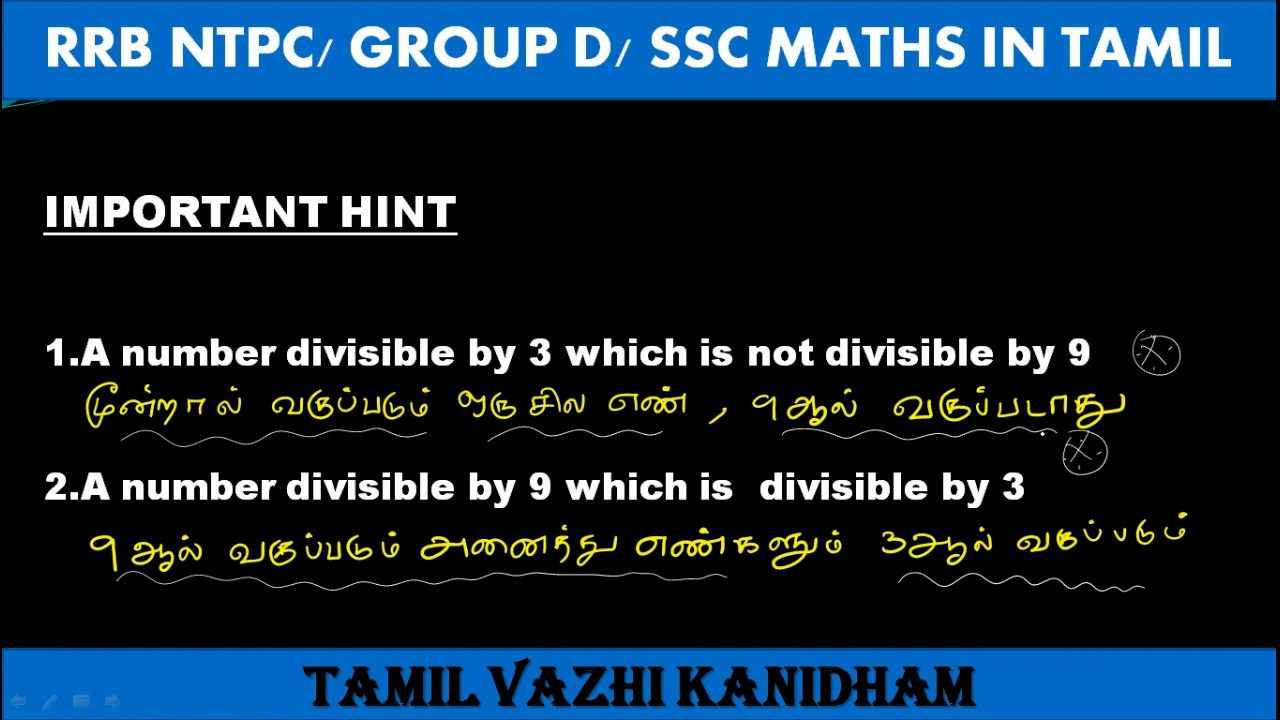 RRB NTPC/ GROUP D/ SSC MATHS IN TAMIL
IMPORTANT HINT
1.A number divisible by 3 which is not divisible by 9
மூன்றால் வகுப்படும் ஒரு சில எண் , 9 ஆல் வகுப்படாது
2.A number divisible by 9 which is divisible by 3
9 ஆல் வகுப்படும் அனைத்து எண்களும் 3 ஆல் வகுப்படும்
TAMIL VAZHI KANIDHAM